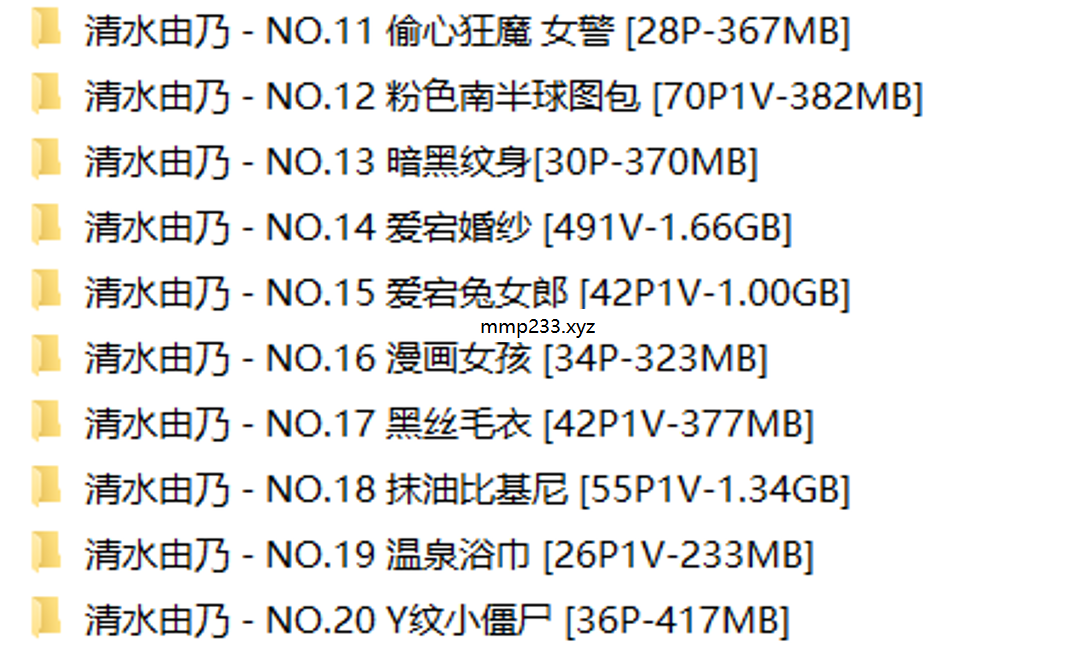 清水由乃 - NO.11 偷心狂魔 女警 [28P-367MB]
清水由乃 - NO.12 粉色南半球图包 [70P1V-382MB]
清水由乃 - NO.13 暗黑纹身[30P-370MB]
清水由乃 - NO.14 爱宕婚纱 [491V-1.66GB]
清水由乃 - NO.15 爱宕兔女郎 [42P1V-1.00GB]
mmp233.xyz
清水由乃 - NO.16 漫画女孩 [34P-323MB]
清水由乃 - NO.17 黑丝毛衣 [42P1V-377MB]
清水由乃 - NO.18 抹油比基尼 [55P1V-1.34GB]
清水由乃 - NO.19 温泉浴巾 [26P1V-233MB]
清水由乃 - NO.20 Y纹小僵尸 [36P-417MB]